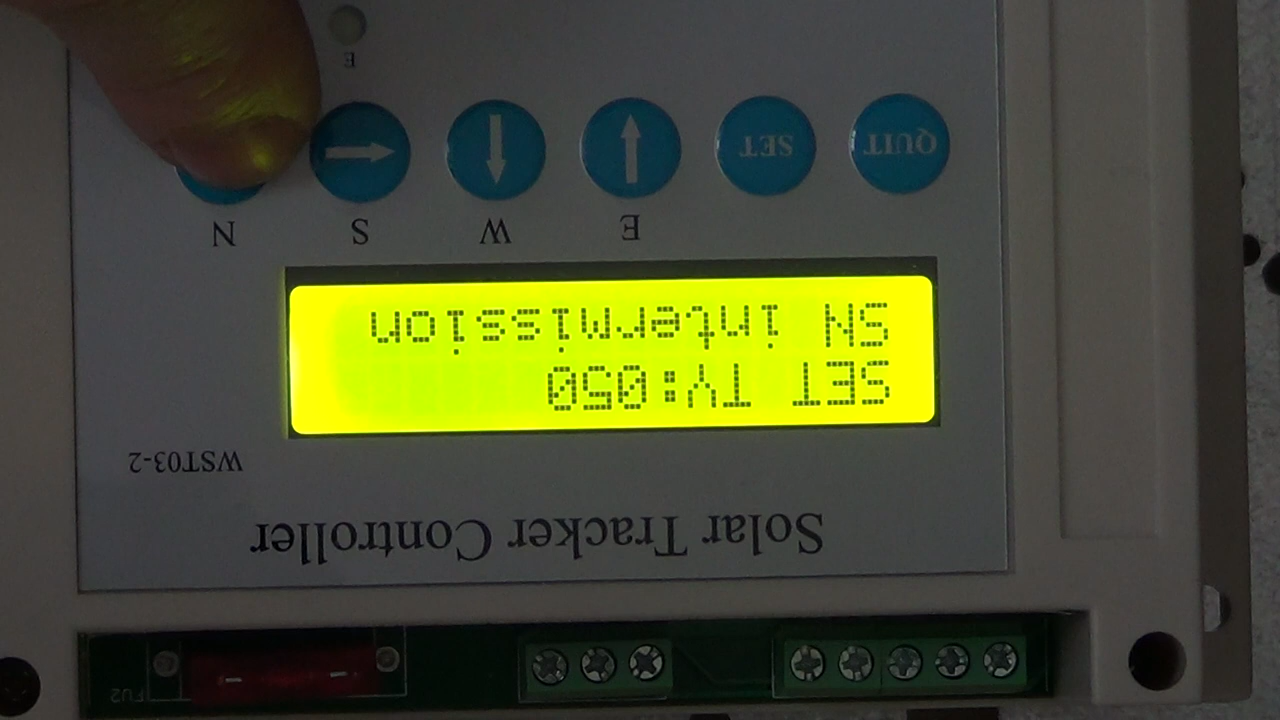 FU2
Solar Tracker Controller
WST03-2
SET TV:050
SN intermission
E W S N
QUIT SET
E